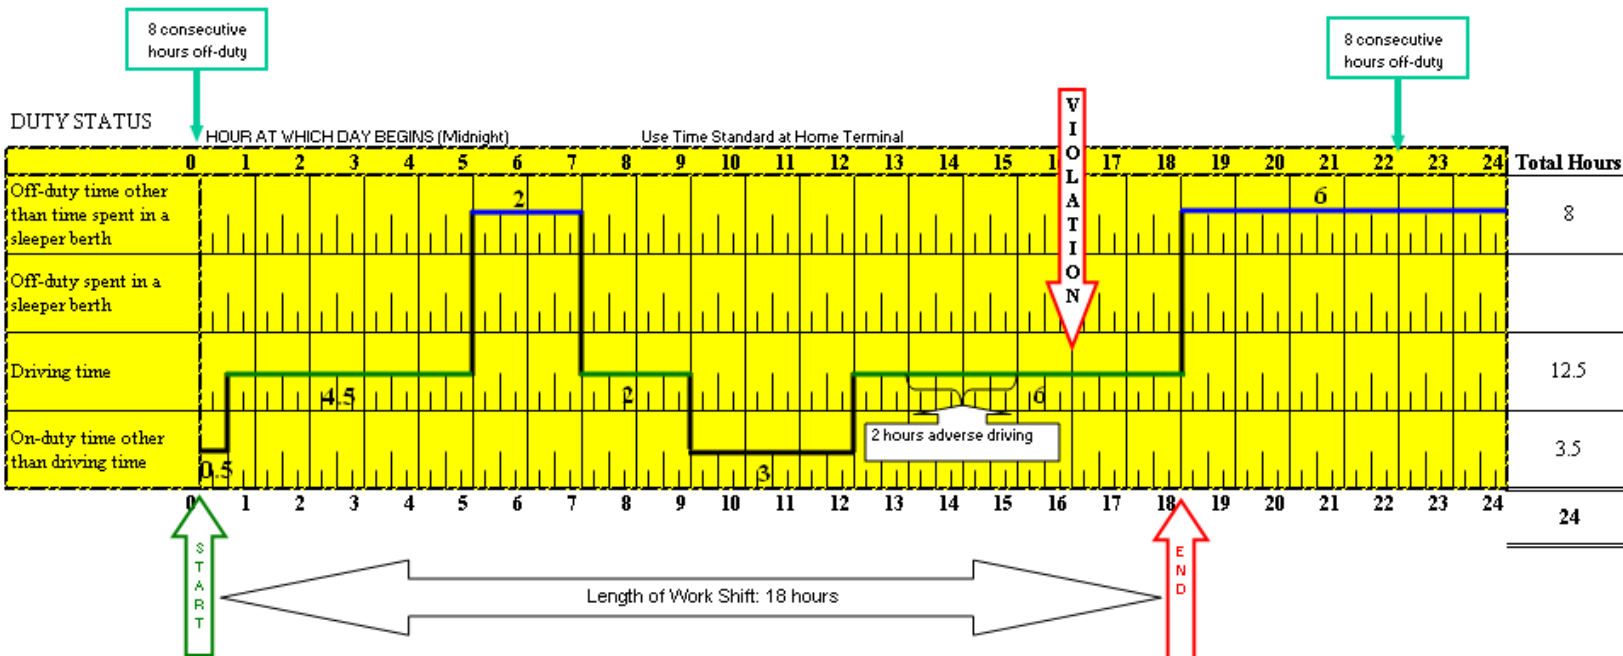 8 consecutive
hours off-duty
8 consecutive
hours off-duty
DUTY STATUS
HOUR AT WHICH DAY BEGINS (Midnight)
Use Time Standard at Home Terminal
VIOLATION
0 1 2 3 4 5 6 7 8 9 10 11 12 13 14 15 16 17 18 19 20 21 22 23 24 Total Hours
Off-duty time other
than time spent in a
sleeper berth
2
6
8
Off-duty spent in a
sleeper berth
Driving time
4.5
2
6
12.5
2 hours adverse driving
On-duty time other
than driving time
0.5
3
3.5
0 1 2 3 4 5 6 7 8 9 10 11 12 13 14 15 16 17 18 19 20 21 22 23 24
24
START
Length of Work Shift: 18 hours
END